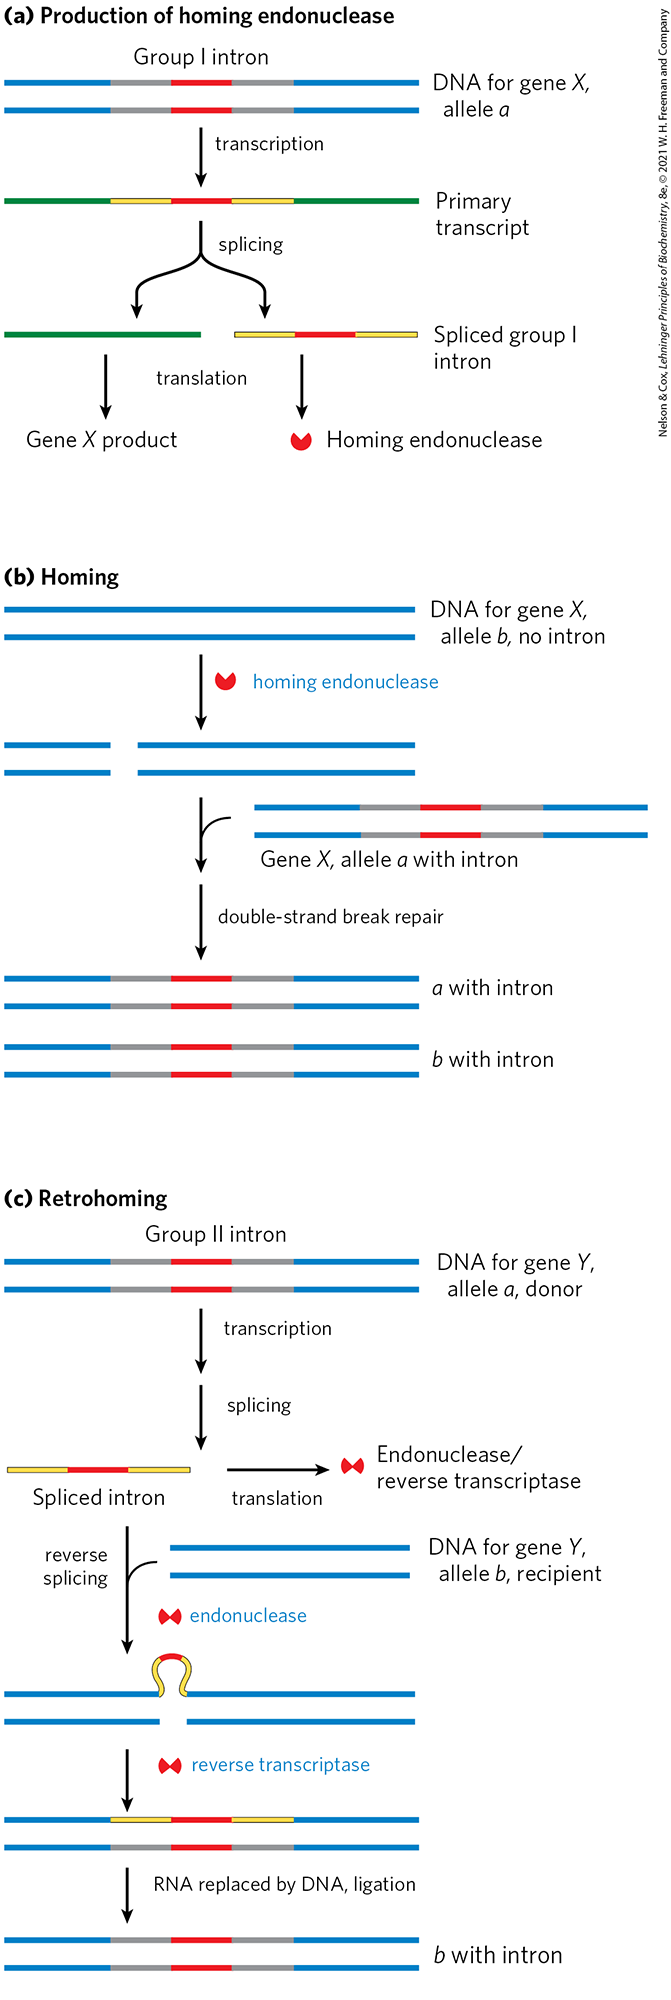 (a) Production of homing endonuclease
Group I intron
DNA for gene X,
allele a
transcription
Primary
transcript
splicing
Spliced group I
intron
translation
Gene X product
Homing endonuclease
Nelson & Cox, Lehninger Principles of Biochemistry, 8e, © 2021 W. H. Freeman and Company
(b) Homing
DNA for gene X,
allele b, no intron
homing endonuclease
Gene X, allele a with intron
double-strand break repair
a with intron
b with intron
(c) Retrohoming
Group II intron
DNA for gene Y,
allele a, donor
transcription
splicing
Endonuclease/
reverse transcriptase
Spliced intron
translation
DNA for gene Y,
allele b, recipient
reverse
splicing
endonuclease
reverse transcriptase
RNA replaced by DNA, ligation
b with intron